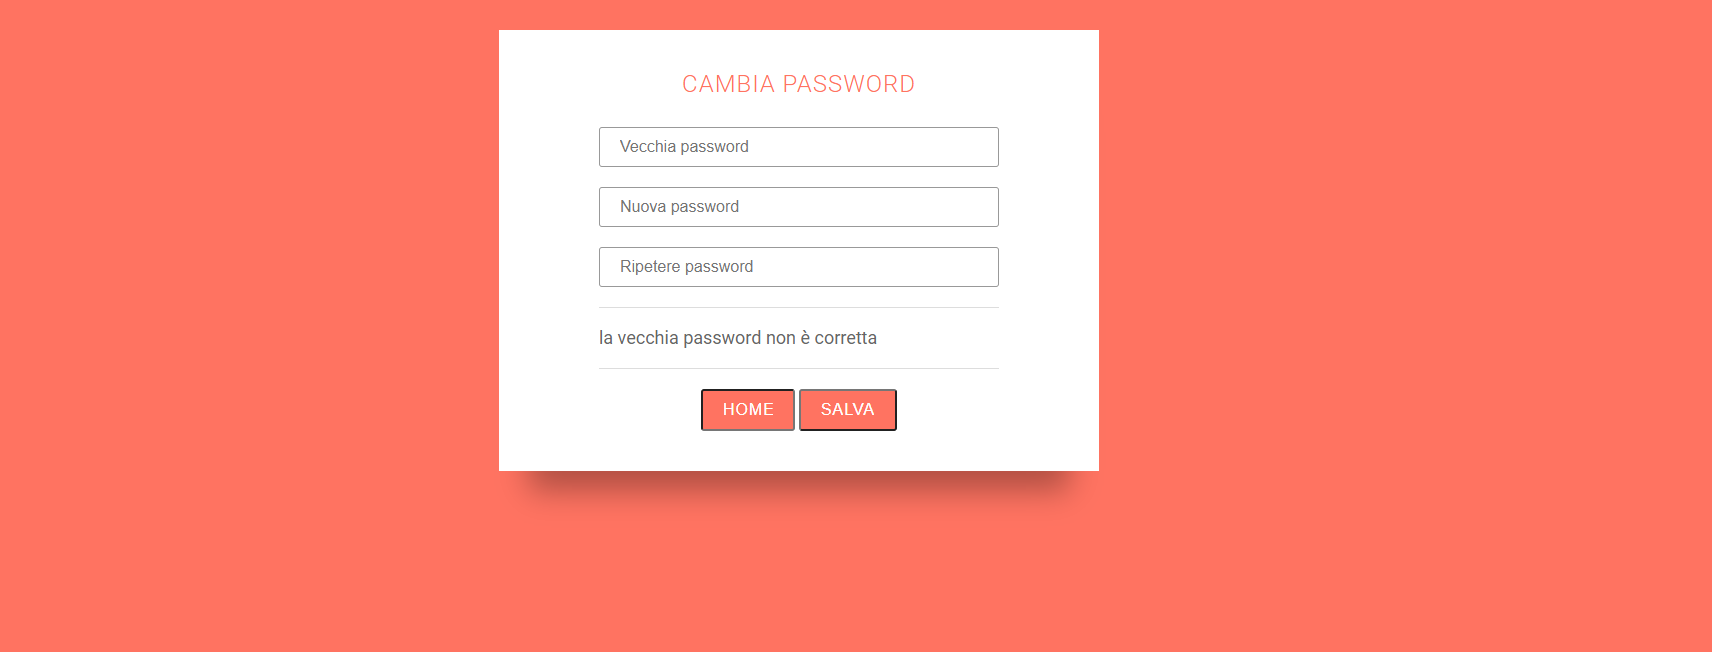 CAMBIA PASSWORD
Vecchia password
Nuova password
Ripetere password
la vecchia password non è corretta
HOME SALVA